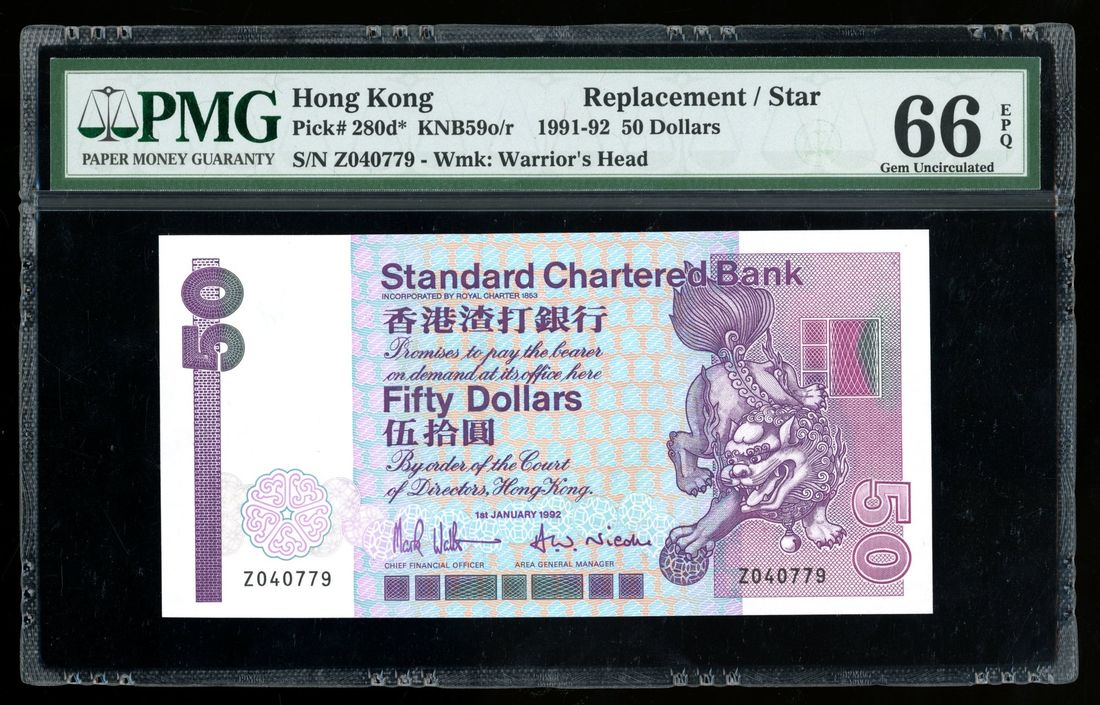 PMG
PAPER MONEY GUARANTY
Hong Kong Replacement / Star
Pick# 280d* KNB59o/r 1991-92 50 Dollars
S/N Z040779 - Wmk: Warrior's Head
66
EPQ
Gem Uncirculated
50
Standard Chartered Bank
INCORPORATED BY ROYAL CHARTER 1853
香港渣打銀行
Promises to pay the bearer
on demand at its office here
Fifty Dollars
伍拾圓
By order of the Court
of Directors, Hong Kong.
1st JANUARY 1992
CHIEF FINANCIAL OFFICER AREA GENERAL MANAGER
Z040779 Z040779
50